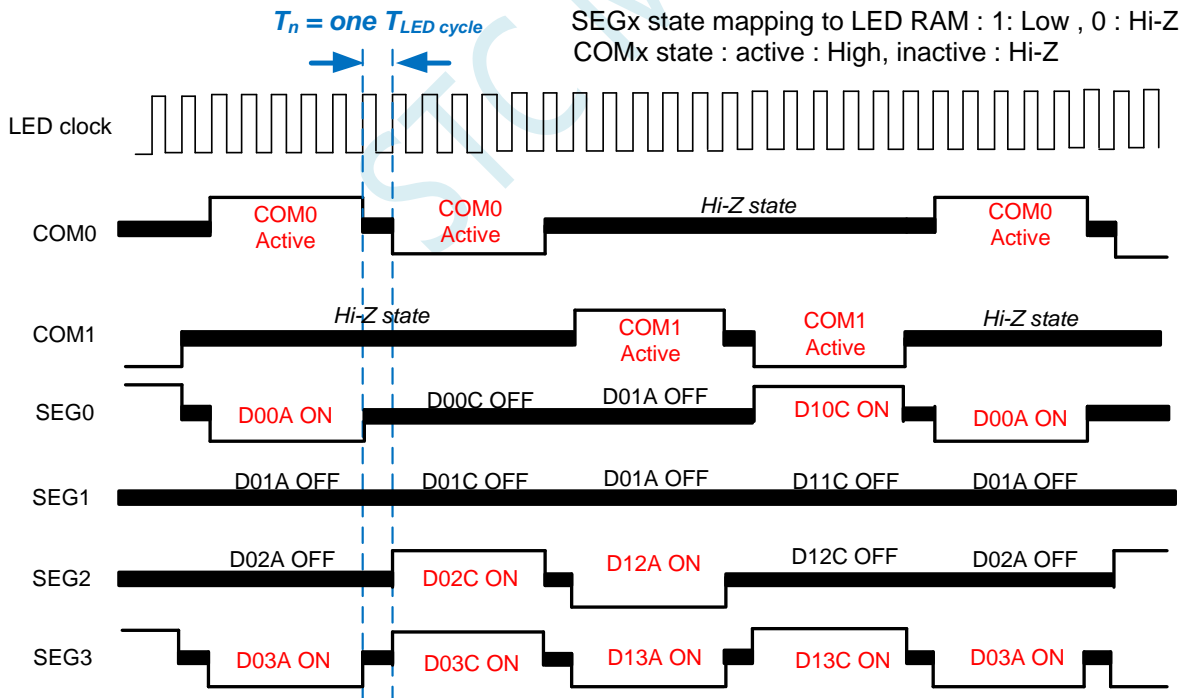 Tn = one TLED cycle
SEGx state mapping to LED RAM : 1: Low , 0 : Hi-Z
COMx state : active : High, inactive : Hi-Z
LED clock
COM0
COM0
Active
COM0
Active
Hi-Z state
COM0
Active
COM1
Hi-Z state
COM1
Active
COM1
Active
Hi-Z state
SEG0
D00A ON
D00C OFF
D01A OFF
D10C ON
D00A ON
SEG1
D01A OFF
D01C OFF
D01A OFF
D11C OFF
D01A OFF
SEG2
D02A OFF
D02C ON
D12A ON
D12C OFF
D02A OFF
SEG3
D03A ON
D03C ON
D13A ON
D13C ON
D03A ON
STC